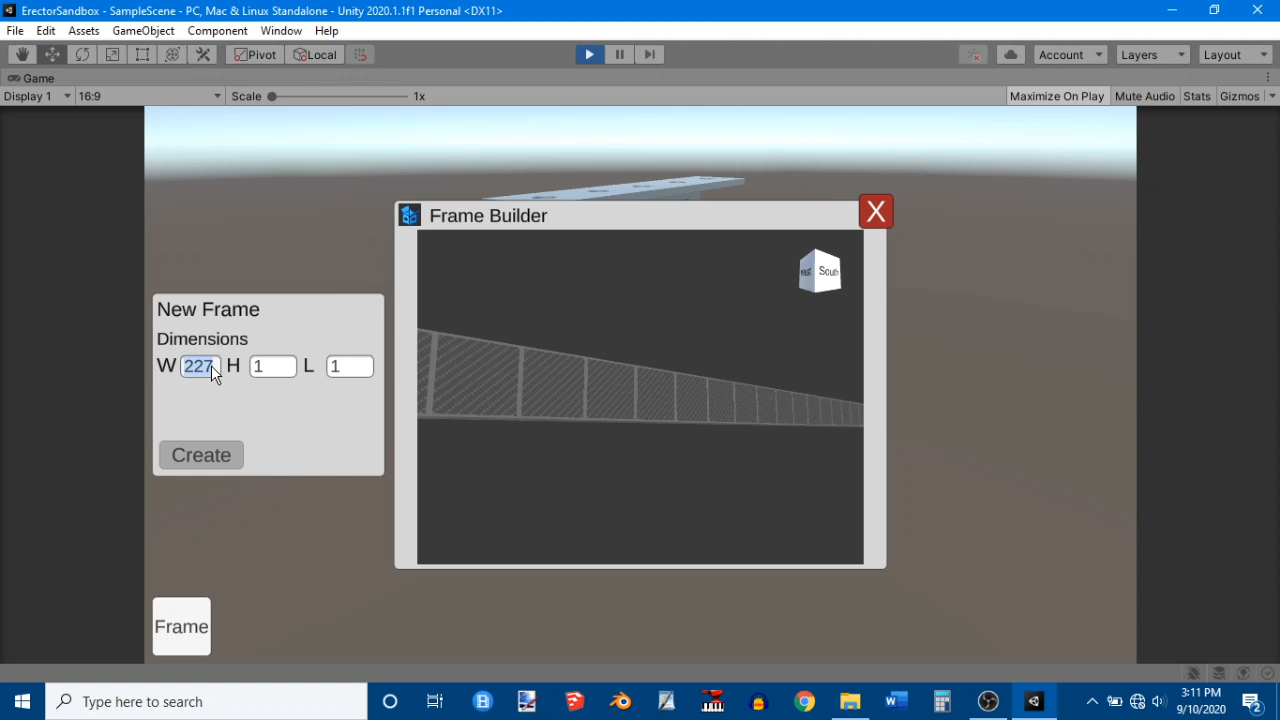 ErectorSandbox - SampleScene - PC, Mac & Linux Standalone - Unity 2020.1.1f1 Personal <DX11>
File Edit Assets GameObject Component Window Help
Pivot Local Account Layers Layout
Game
Display 1 16:9 Scale 1x Maximize On Play Mute Audio Stats Gizmos
Frame Builder X
South
New Frame
Dimensions
W 227 H 1 L 1
Create
Frame
Type here to search
3:11 PM
9/10/2020
2